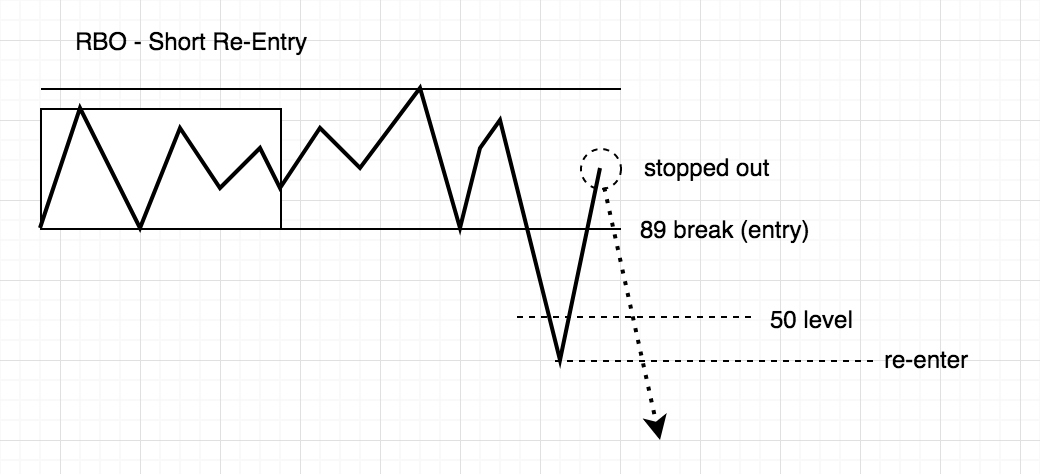 RBO - Short Re-Entry
stopped out
89 break (entry)
50 level
re-enter